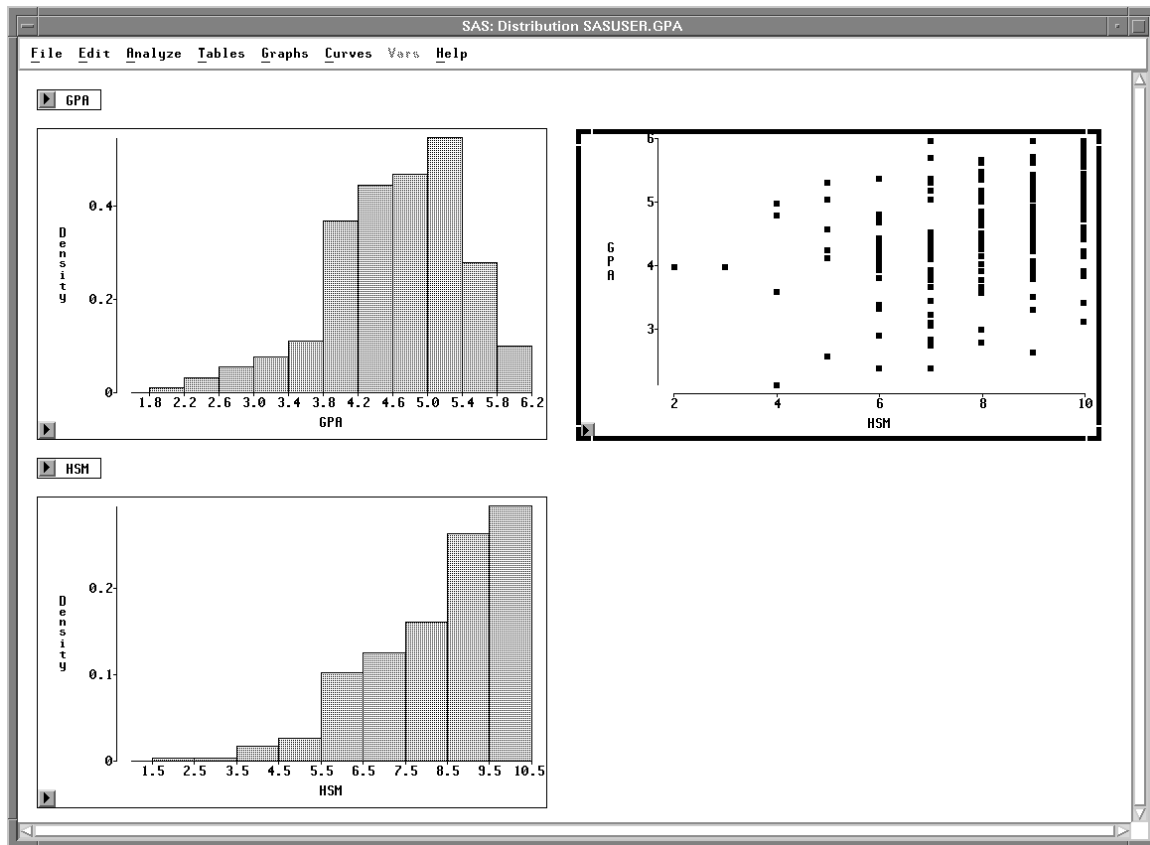 SAS: Distribution SASUSER.GPA
File Edit Analyze Tables Graphs Curves Vars Help
GPA
Density
0.4
0.2
0
1.8 2.2 2.6 3.0 3.4 3.8 4.2 4.6 5.0 5.4 5.8 6.2
GPA
GPA
6
5
4
3
2 4 6 8 10
HSM
HSM
Density
0.2
0.1
0
1.5 2.5 3.5 4.5 5.5 6.5 7.5 8.5 9.5 10.5
HSM